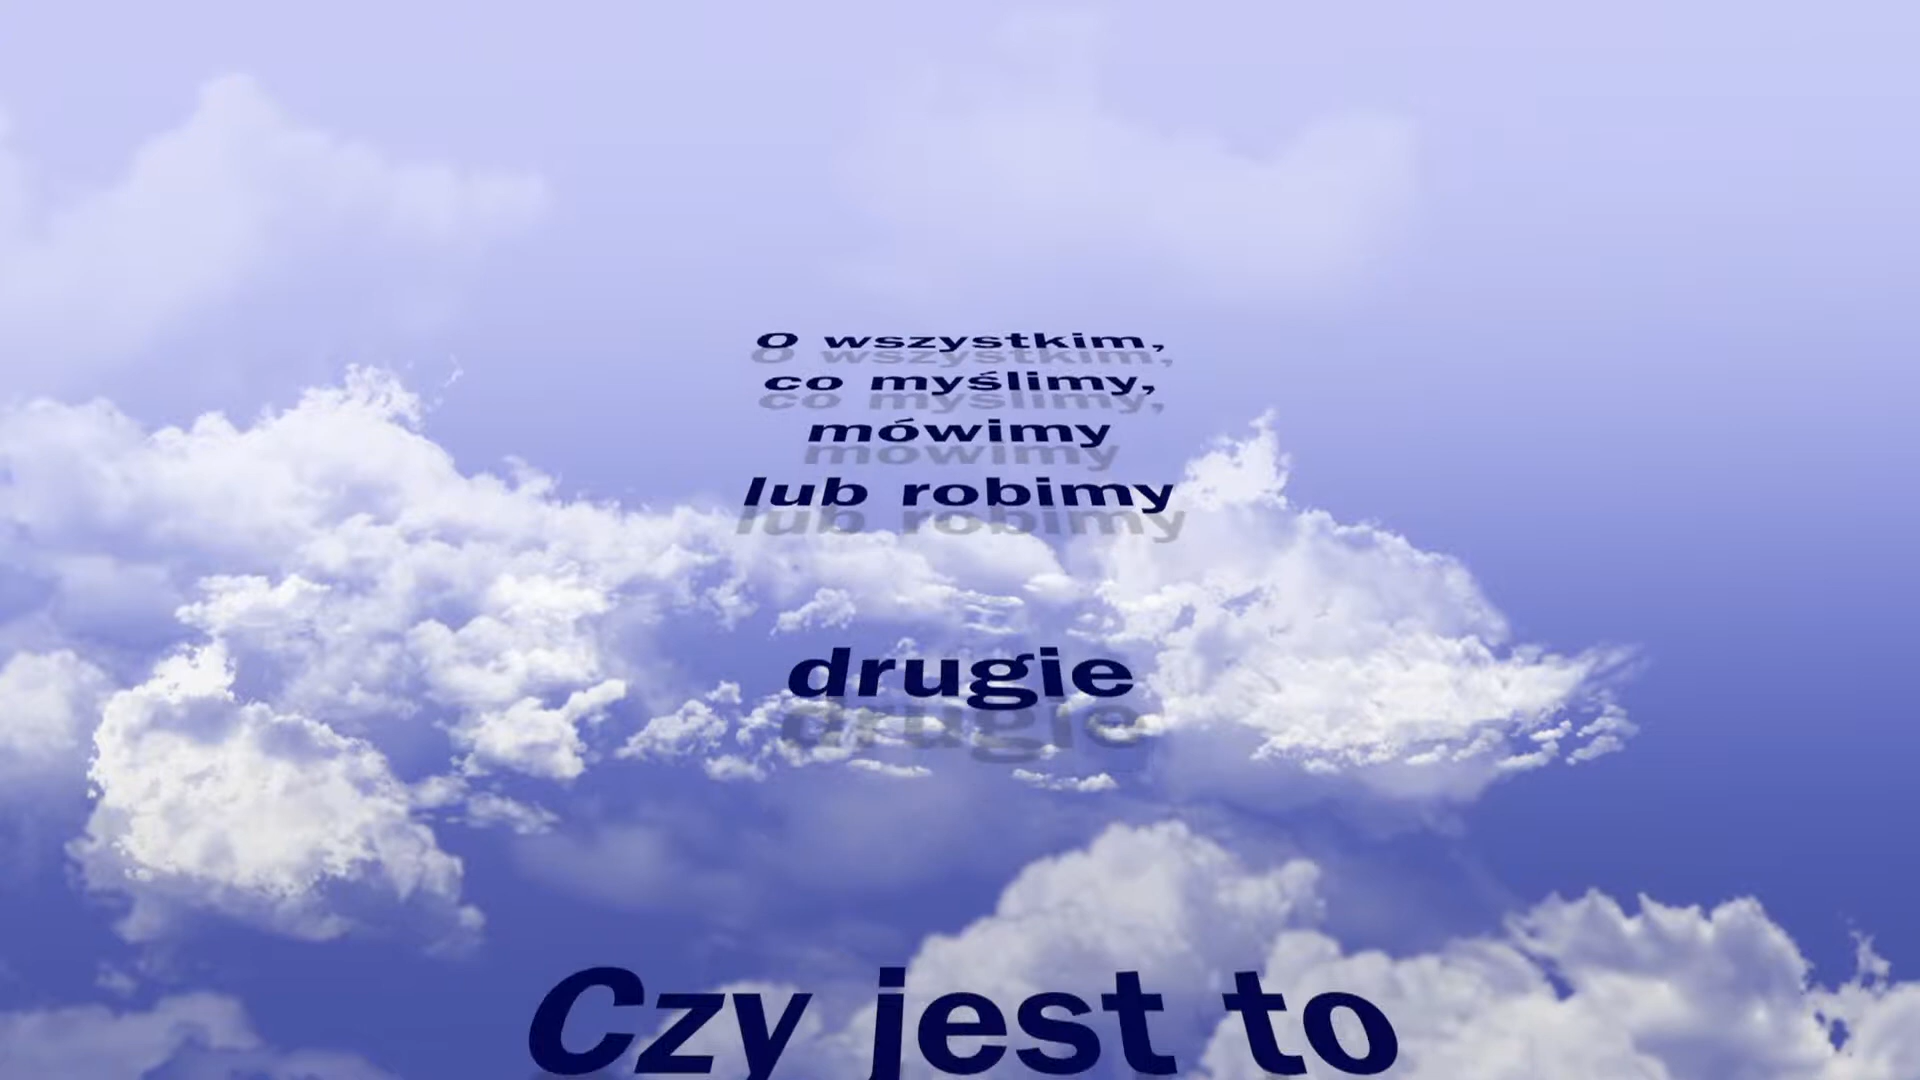 O wszystkim,
co myślimy,
mówimy
lub robimy
drugie
Czy jest to